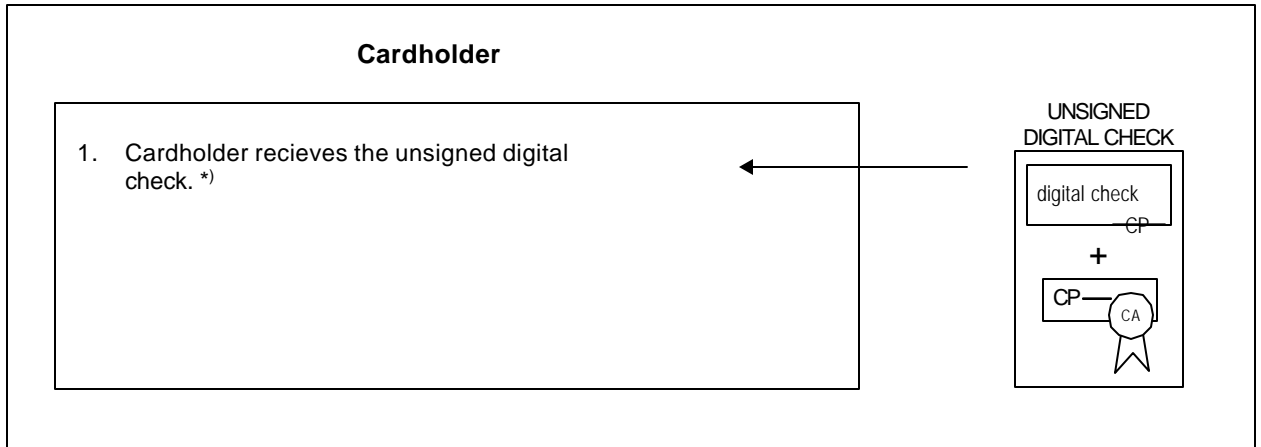 Cardholder
1. Cardholder recieves the unsigned digital
check. *)
UNSIGNED
DIGITAL CHECK
digital check
CP
+
CP
CA